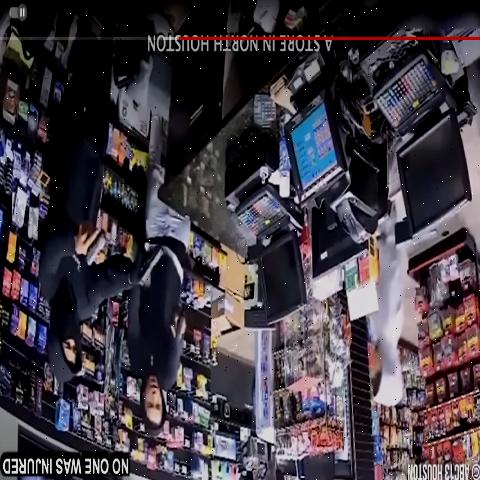 NO ONE WAS INJURED
© ABC13 HOUSTON
A STORE IN NORTH HOUSTON